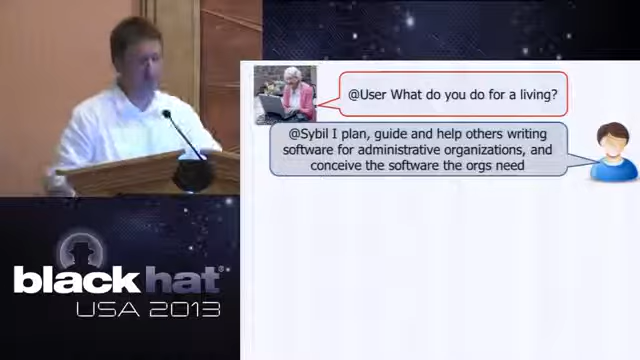 @User What do you do for a living?
@Sybil I plan, guide and help others writing
software for administrative organizations, and
conceive the software the orgs need
black hat®
USA 2013